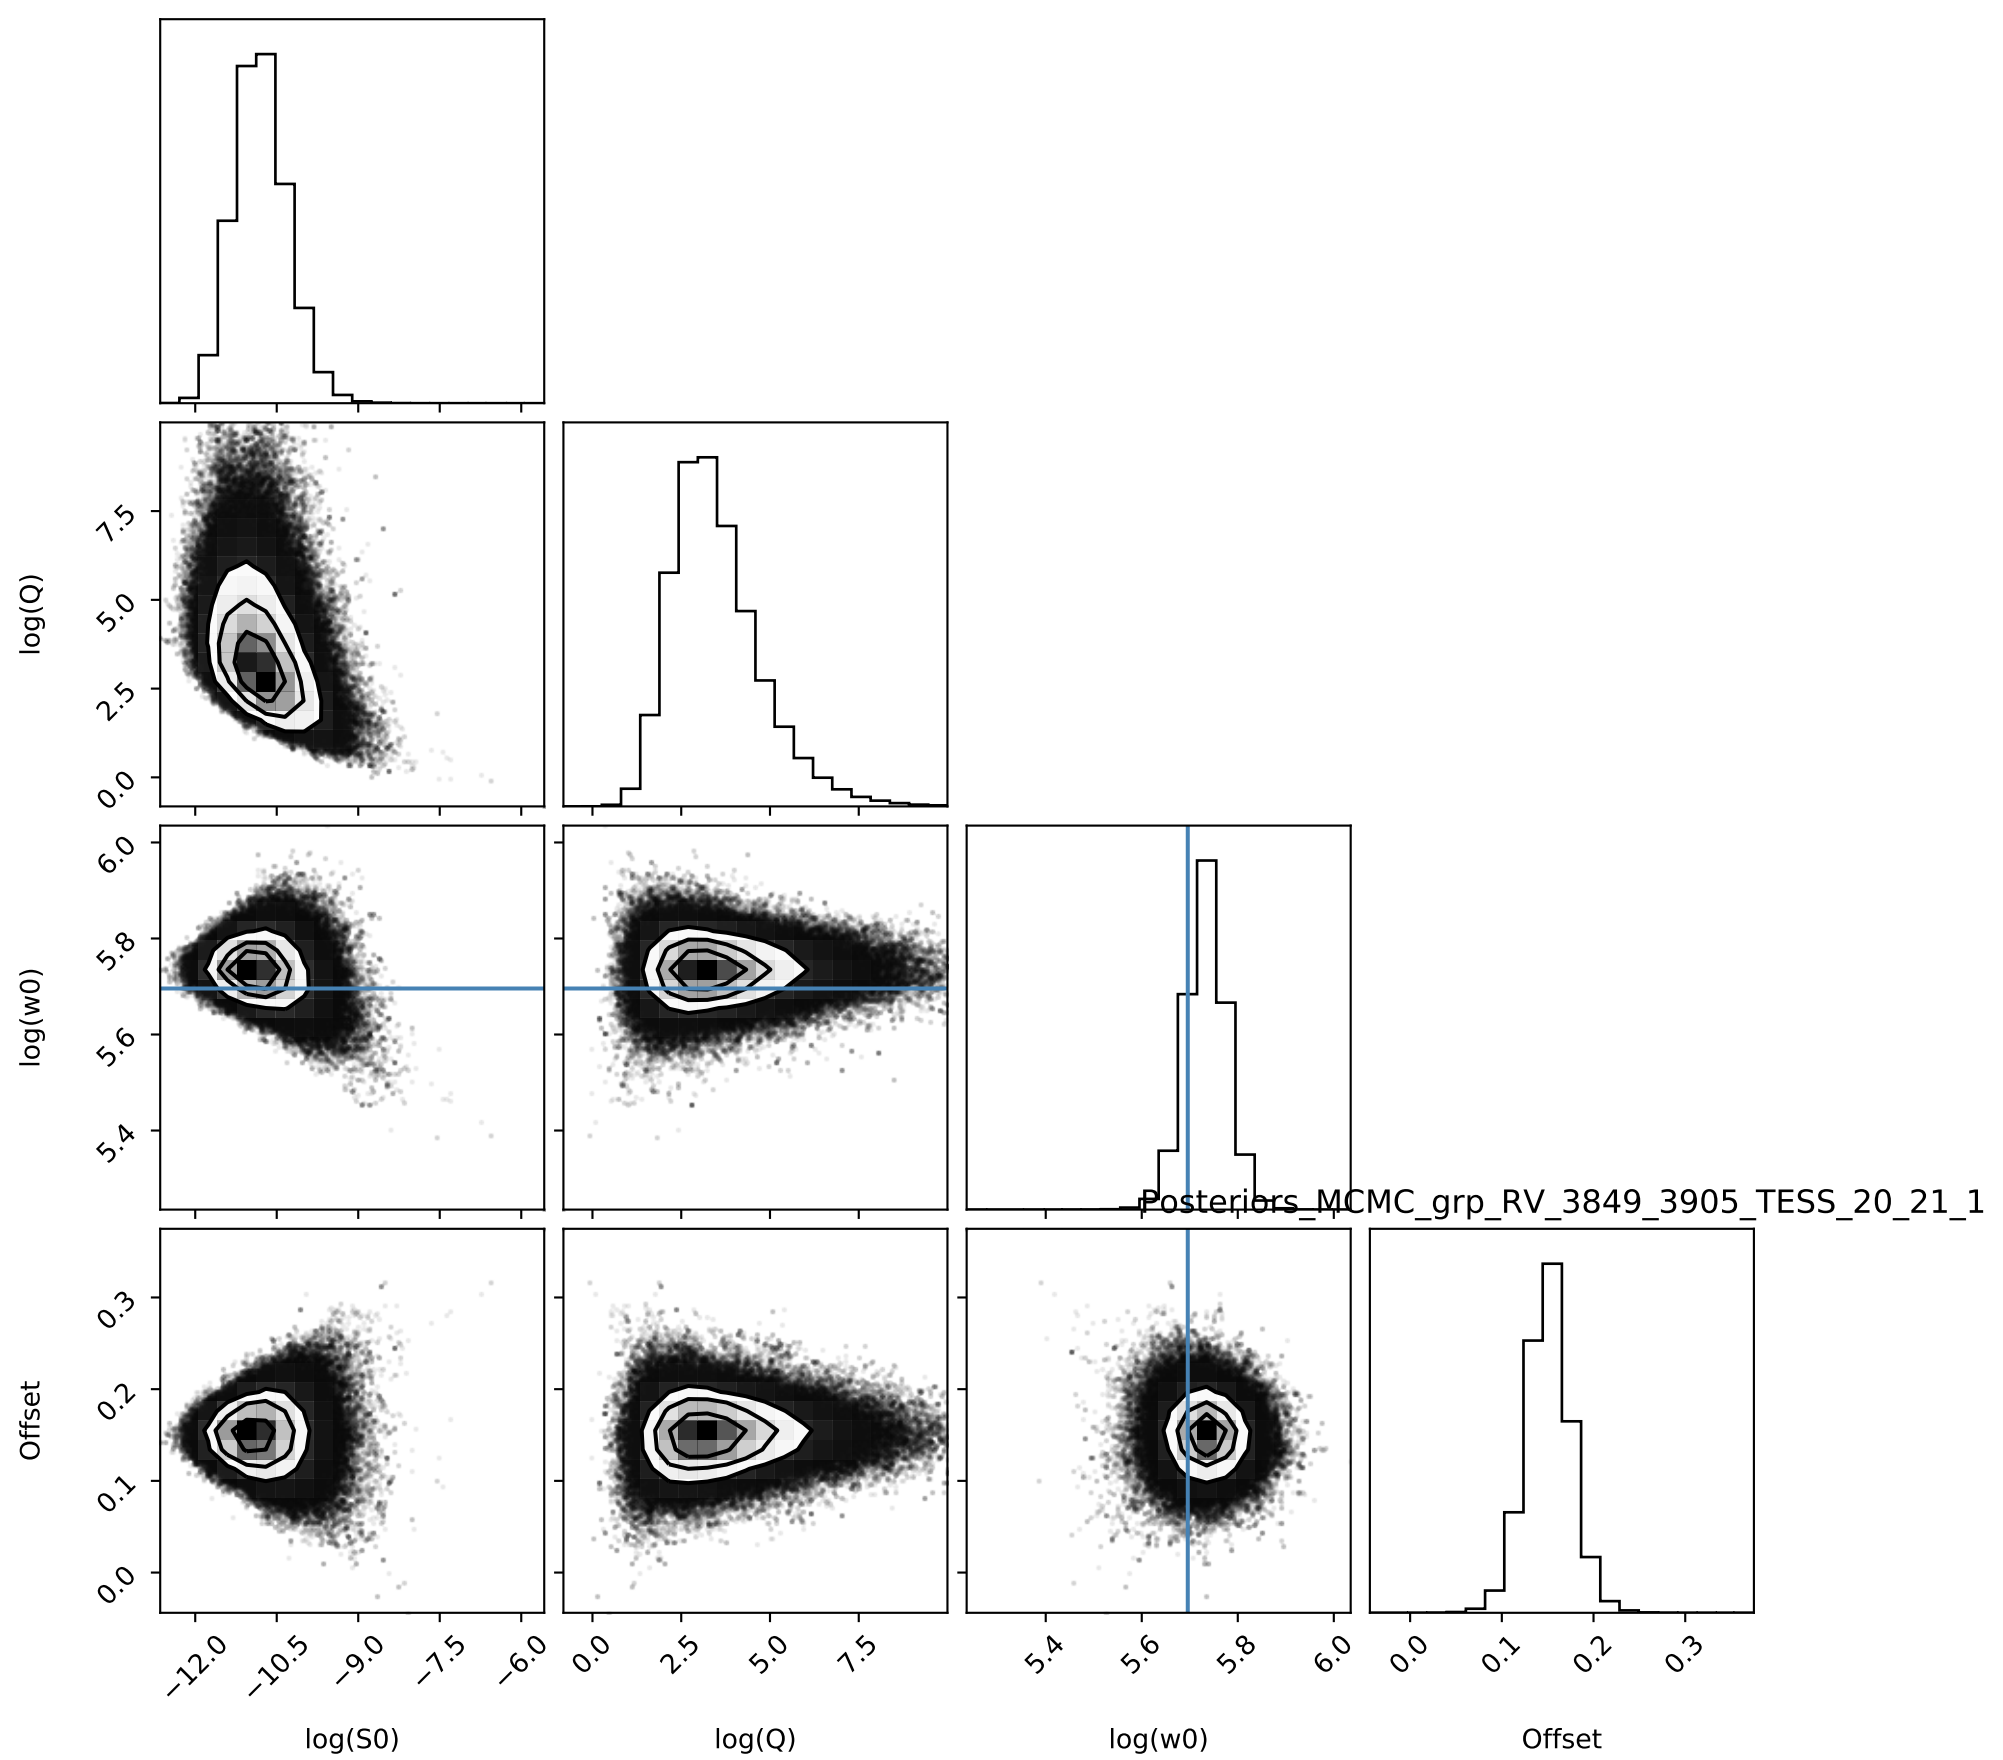 log(Q)
7.5
5.0
2.5
0.0
log(w0)
6.0
5.8
5.6
5.4
Posteriors_MCMC_grp_RV_3849_3905_TESS_20_21_1
Offset
0.3
0.2
0.1
0.0
−12.0 −10.5 −9.0 −7.5 −6.0
0.0 2.5 5.0 7.5
5.4 5.6 5.8 6.0
0.0 0.1 0.2 0.3
log(S0) log(Q) log(w0) Offset